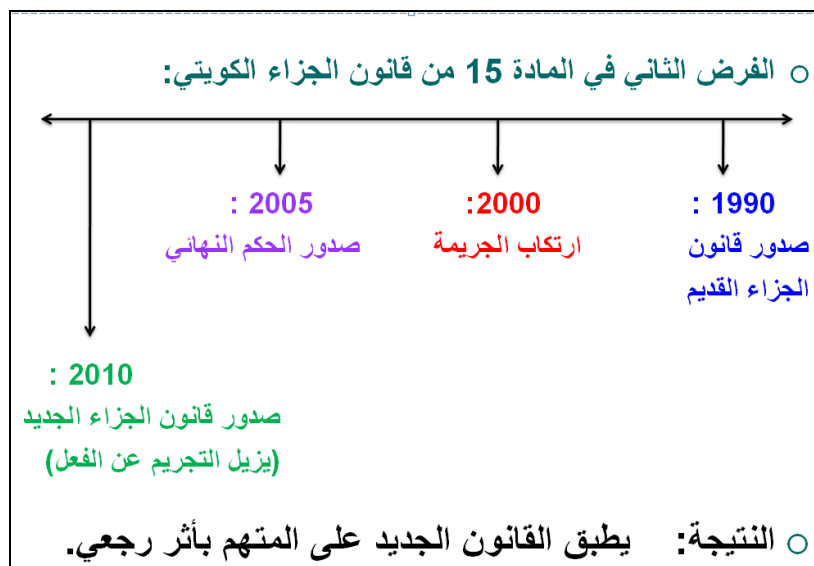 الفرض الثاني في المادة 15 من قانون الجزاء الكويتي:
1990 :
صدور قانون
الجزاء القديم
2000:
ارتكاب الجريمة
2005 :
صدور الحكم النهائي
2010 :
صدور قانون الجزاء الجديد
(يزيل التجريم عن الفعل)
النتيجة: يطبق القانون الجديد على المتهم بأثر رجعي.